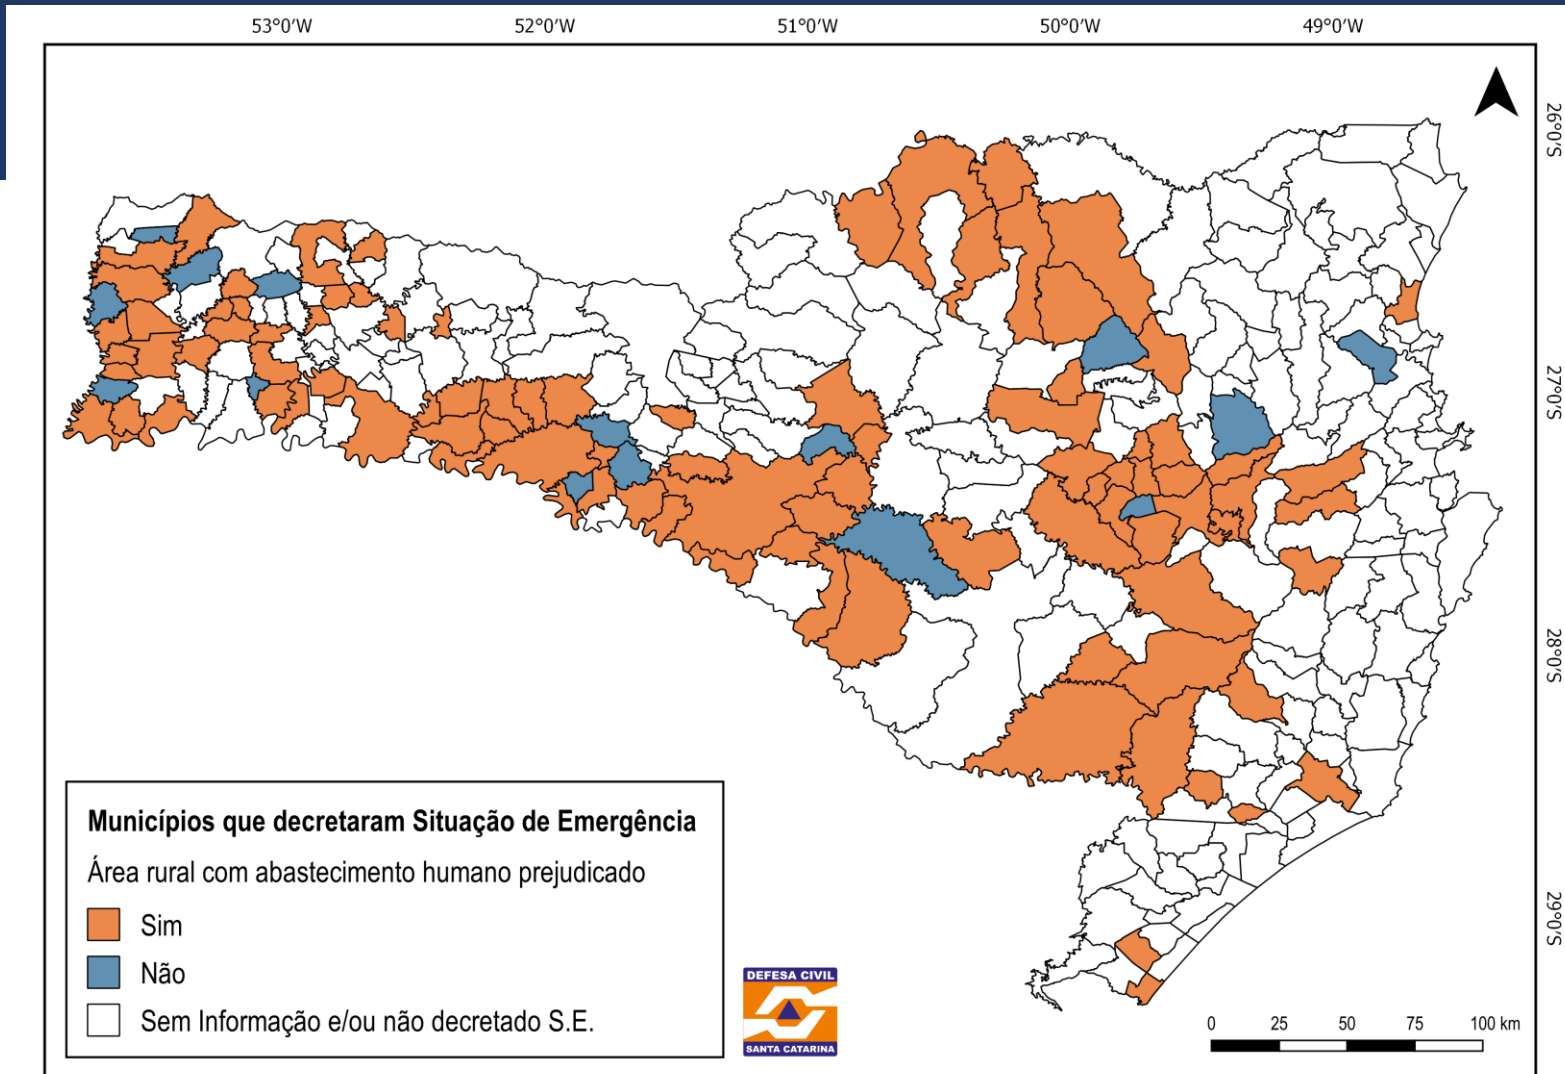 53°0'W 52°0'W 51°0'W 50°0'W 49°0'W
26°0'S
27°0'S
28°0'S
29°0'S
Municípios que decretaram Situação de Emergência
Área rural com abastecimento humano prejudicado
Sim
Não
Sem Informação e/ou não decretado S.E.
DEFESA CIVIL
SANTA CATARINA
0 25 50 75 100 km